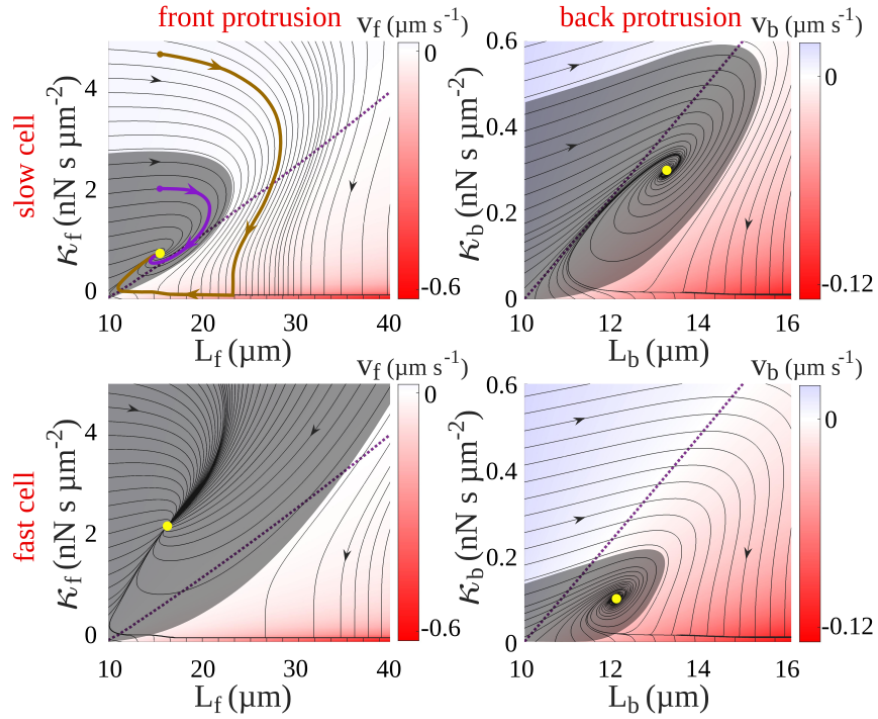 front protrusion
back protrusion
slow cell
fast cell
v_f (µm s⁻¹)
κ_f (nN s µm⁻²)
4
2
0
10
20
30
40
L_f (µm)
0
-0.6
v_b (µm s⁻¹)
κ_b (nN s µm⁻²)
0.6
0.4
0.2
0
10
12
14
16
L_b (µm)
0
-0.12
v_f (µm s⁻¹)
κ_f (nN s µm⁻²)
4
2
0
10
20
30
40
L_f (µm)
0
-0.6
v_b (µm s⁻¹)
κ_b (nN s µm⁻²)
0.6
0.4
0.2
0
10
12
14
16
L_b (µm)
0
-0.12